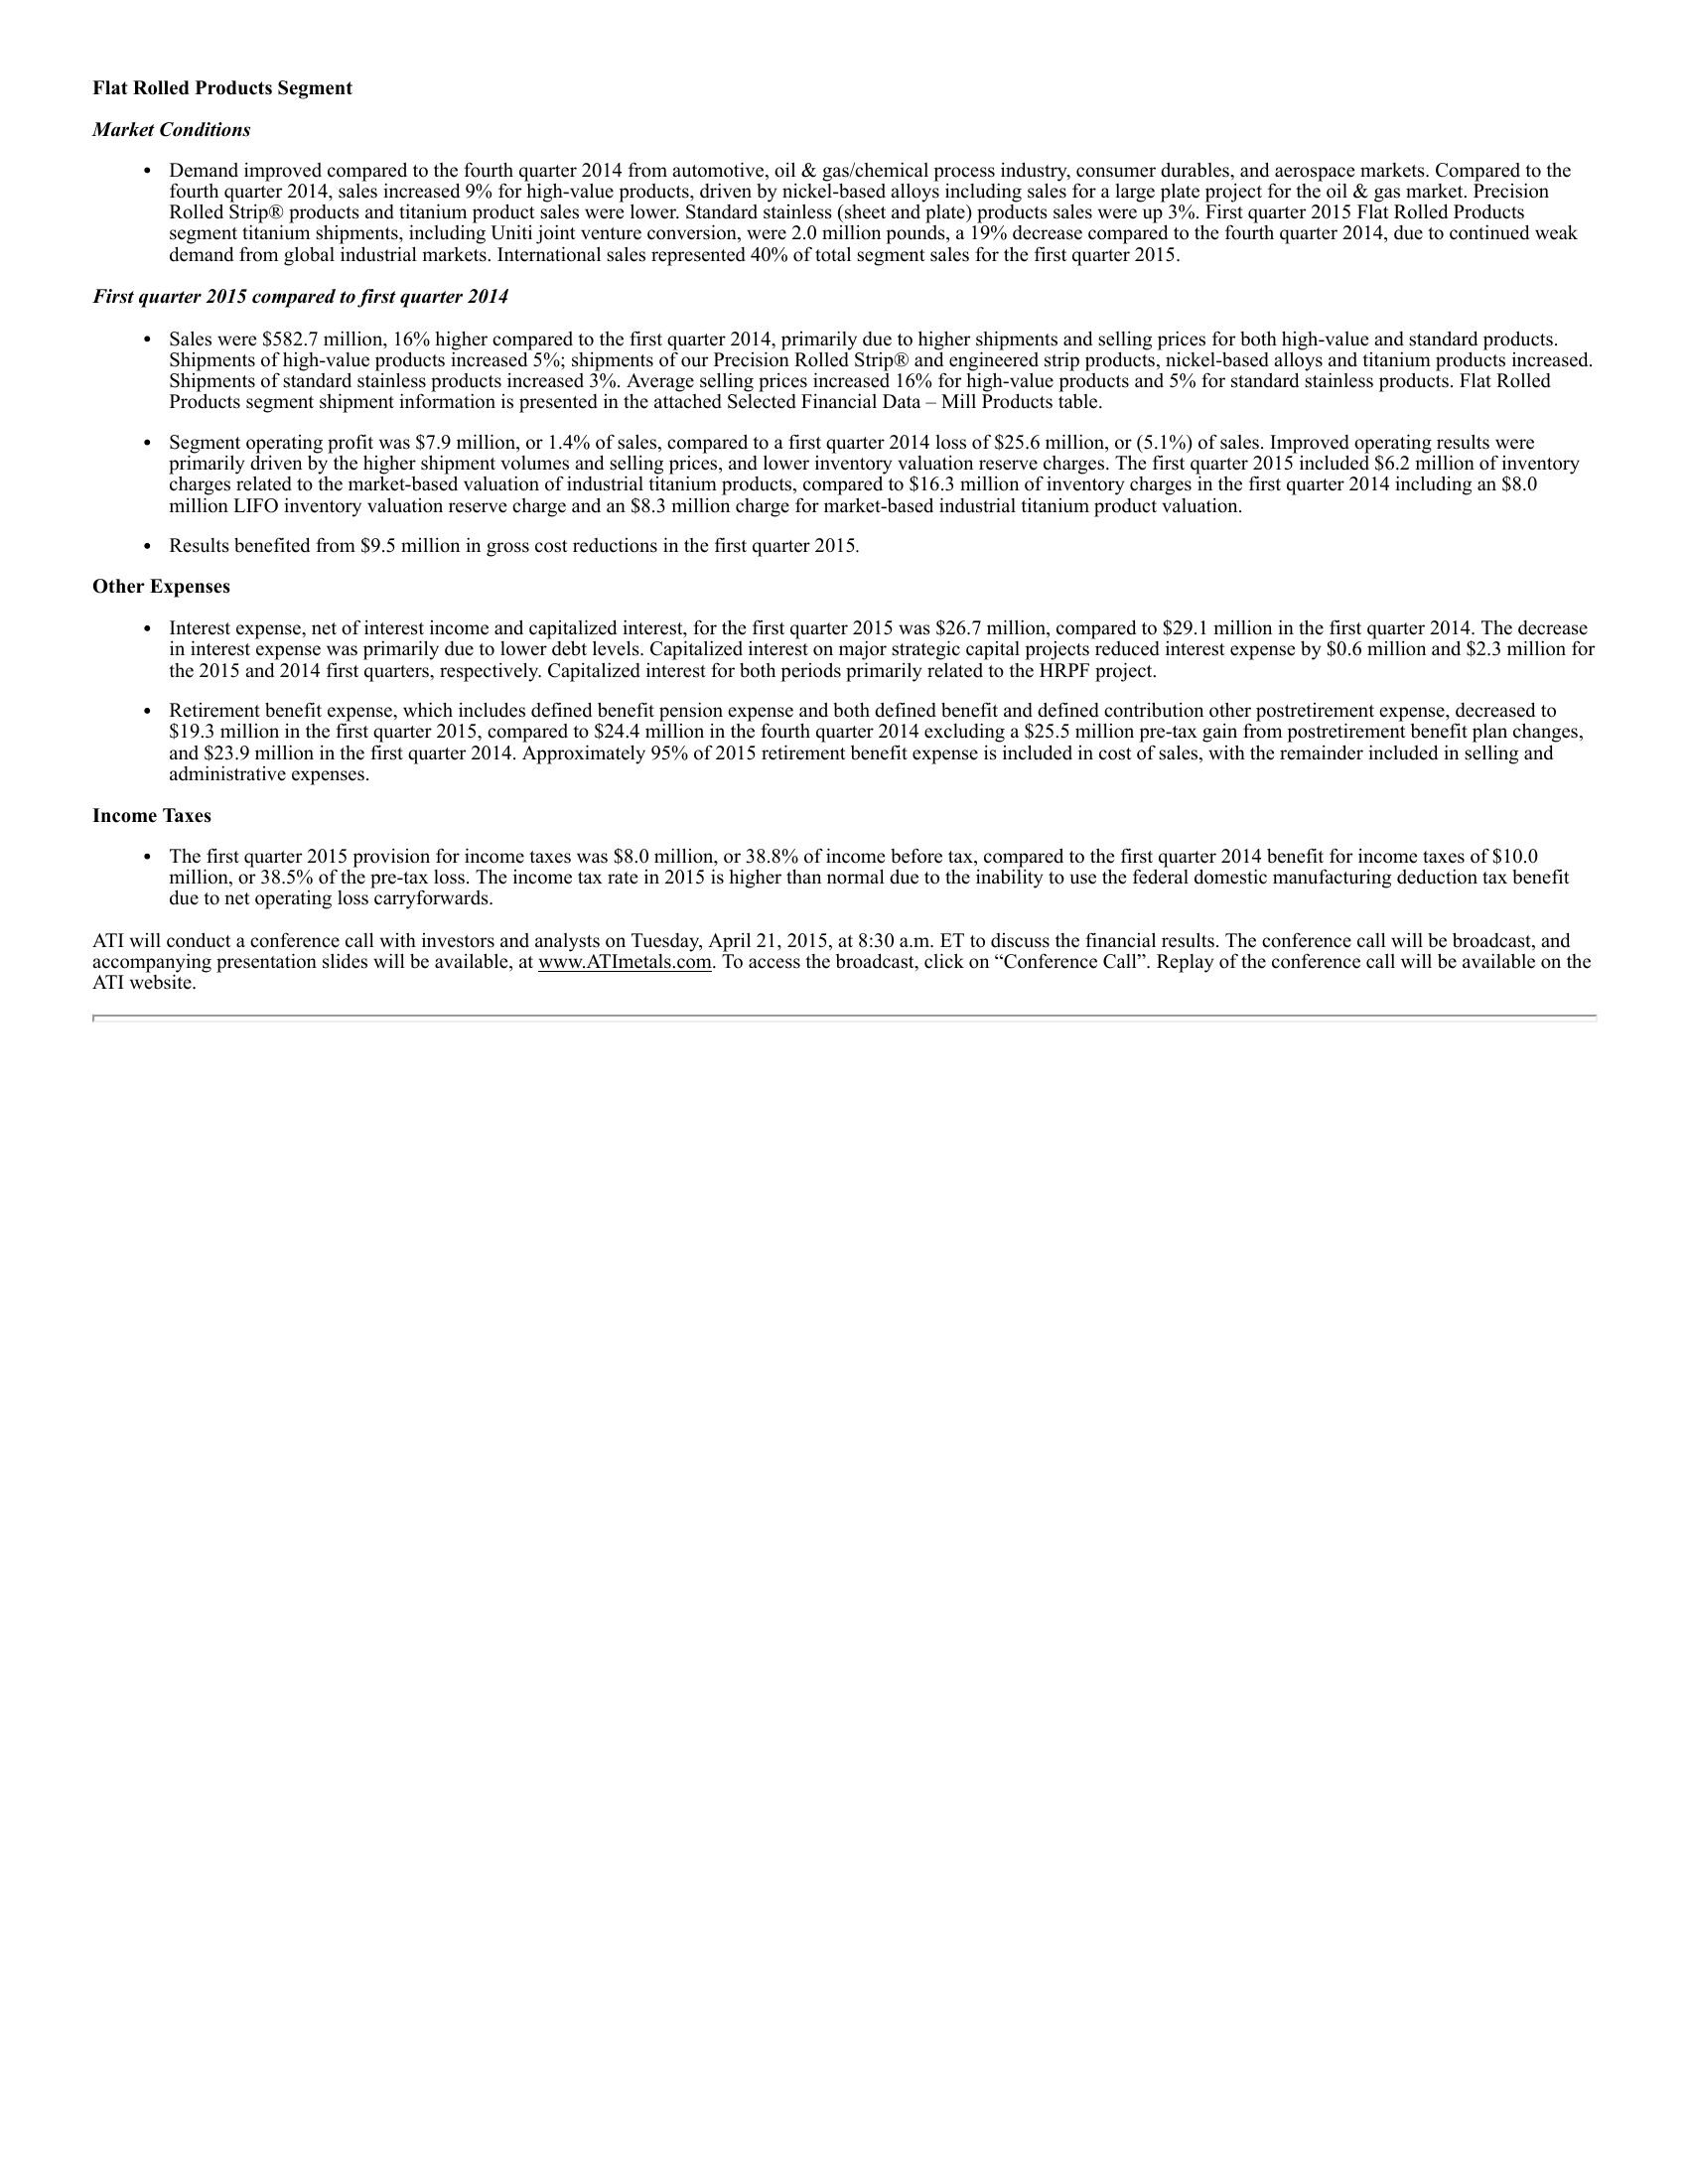 Flat Rolled Products Segment
Market Conditions
• Demand improved compared to the fourth quarter 2014 from automotive, oil & gas/chemical process industry, consumer durables, and aerospace markets. Compared to the
fourth quarter 2014, sales increased 9% for high-value products, driven by nickel-based alloys including sales for a large plate project for the oil & gas market. Precision
Rolled Strip® products and titanium product sales were lower. Standard stainless (sheet and plate) products sales were up 3%. First quarter 2015 Flat Rolled Products
segment titanium shipments, including Uniti joint venture conversion, were 2.0 million pounds, a 19% decrease compared to the fourth quarter 2014, due to continued weak
demand from global industrial markets. International sales represented 40% of total segment sales for the first quarter 2015.
First quarter 2015 compared to first quarter 2014
• Sales were $582.7 million, 16% higher compared to the first quarter 2014, primarily due to higher shipments and selling prices for both high-value and standard products.
Shipments of high-value products increased 5%; shipments of our Precision Rolled Strip® and engineered strip products, nickel-based alloys and titanium products increased.
Shipments of standard stainless products increased 3%. Average selling prices increased 16% for high-value products and 5% for standard stainless products. Flat Rolled
Products segment shipment information is presented in the attached Selected Financial Data – Mill Products table.
• Segment operating profit was $7.9 million, or 1.4% of sales, compared to a first quarter 2014 loss of $25.6 million, or (5.1%) of sales. Improved operating results were
primarily driven by the higher shipment volumes and selling prices, and lower inventory valuation reserve charges. The first quarter 2015 included $6.2 million of inventory
charges related to the market-based valuation of industrial titanium products, compared to $16.3 million of inventory charges in the first quarter 2014 including an $8.0
million LIFO inventory valuation reserve charge and an $8.3 million charge for market-based industrial titanium product valuation.
• Results benefited from $9.5 million in gross cost reductions in the first quarter 2015.
Other Expenses
• Interest expense, net of interest income and capitalized interest, for the first quarter 2015 was $26.7 million, compared to $29.1 million in the first quarter 2014. The decrease
in interest expense was primarily due to lower debt levels. Capitalized interest on major strategic capital projects reduced interest expense by $0.6 million and $2.3 million for
the 2015 and 2014 first quarters, respectively. Capitalized interest for both periods primarily related to the HRPF project.
• Retirement benefit expense, which includes defined benefit pension expense and both defined benefit and defined contribution other postretirement expense, decreased to
$19.3 million in the first quarter 2015, compared to $24.4 million in the fourth quarter 2014 excluding a $25.5 million pre-tax gain from postretirement benefit plan changes,
and $23.9 million in the first quarter 2014. Approximately 95% of 2015 retirement benefit expense is included in cost of sales, with the remainder included in selling and
administrative expenses.
Income Taxes
• The first quarter 2015 provision for income taxes was $8.0 million, or 38.8% of income before tax, compared to the first quarter 2014 benefit for income taxes of $10.0
million, or 38.5% of the pre-tax loss. The income tax rate in 2015 is higher than normal due to the inability to use the federal domestic manufacturing deduction tax benefit
due to net operating loss carryforwards.
ATI will conduct a conference call with investors and analysts on Tuesday, April 21, 2015, at 8:30 a.m. ET to discuss the financial results. The conference call will be broadcast, and
accompanying presentation slides will be available, at www.ATImetals.com. To access the broadcast, click on “Conference Call”. Replay of the conference call will be available on the
ATI website.